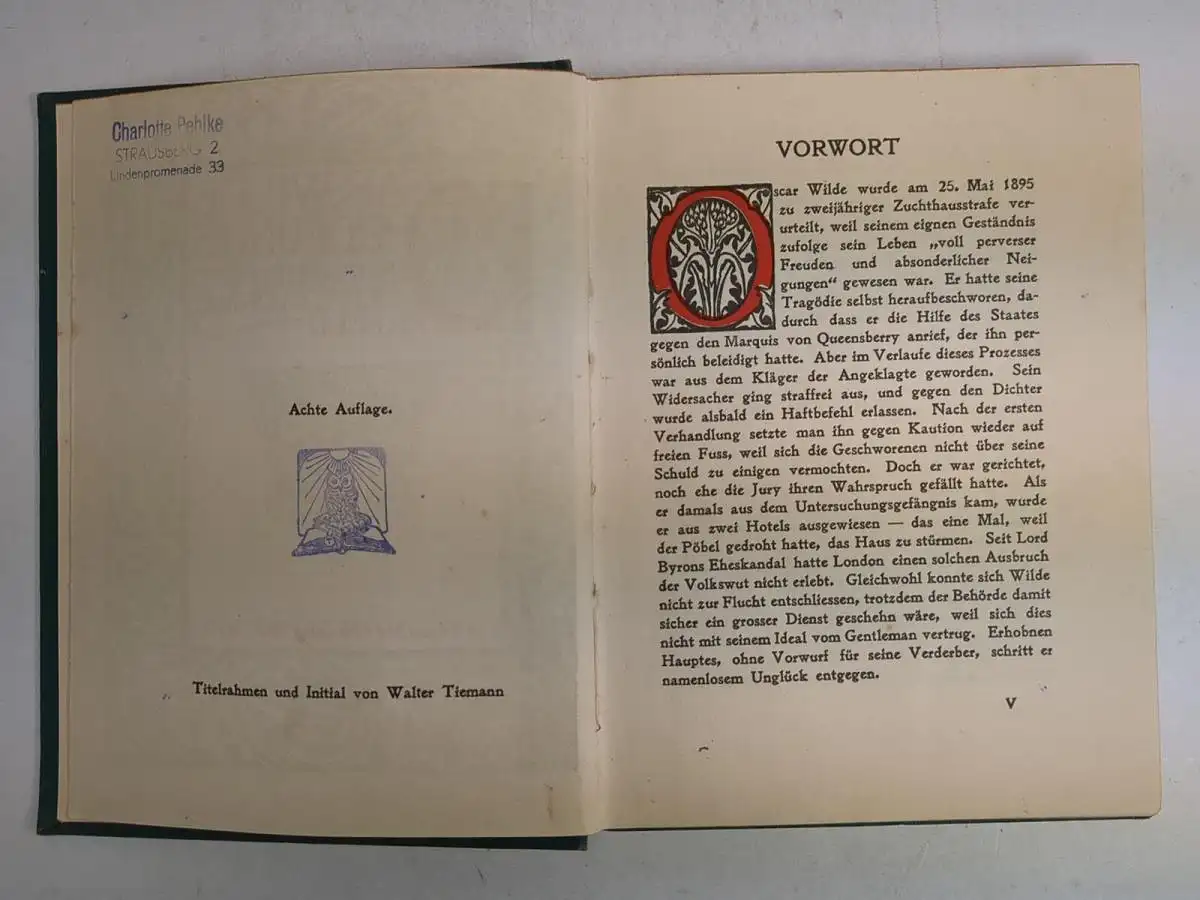 Charlotte Pehlke
STRAUSBERG 2
Lindenpromenade 33
Achte Auflage.
Titelrahmen und Initial von Walter Tiemann
VORWORT
Oscar Wilde wurde am 25. Mai 1895
zu zweijähriger Zuchthausstrafe ver-
urteilt, weil seinem eignen Geständnis
zufolge sein Leben „voll perverser
Freuden und absonderlicher Nei-
gungen“ gewesen war. Er hatte seine
Tragödie selbst heraufbeschworen, da-
durch dass er die Hilfe des Staates
gegen den Marquis von Queensberry anrief, der ihn per-
sönlich beleidigt hatte. Aber im Verlaufe dieses Prozesses
war aus dem Kläger der Angeklagte geworden. Sein
Widersacher ging straffrei aus, und gegen den Dichter
wurde alsbald ein Haftbefehl erlassen. Nach der ersten
Verhandlung setzte man ihn gegen Kaution wieder auf
freien Fuss, weil sich die Geschworenen nicht über seine
Schuld zu einigen vermochten. Doch er war gerichtet,
noch ehe die Jury ihren Wahrspruch gefällt hatte. Als
er damals aus dem Untersuchungsgefängnis kam, wurde
er aus zwei Hotels ausgewiesen — das eine Mal, weil
der Pöbel gedroht hatte, das Haus zu stürmen. Seit Lord
Byrons Eheskandal hatte London einen solchen Ausbruch
der Volkswut nicht erlebt. Gleichwohl konnte sich Wilde
nicht zur Flucht entschliessen, trotzdem der Behörde damit
sicher ein grosser Dienst geschehn wäre, weil sich dies
nicht mit seinem Ideal vom Gentleman vertrug. Erhobnen
Hauptes, ohne Vorwurf für seine Verderber, schritt er
namenlosem Unglück entgegen.
V